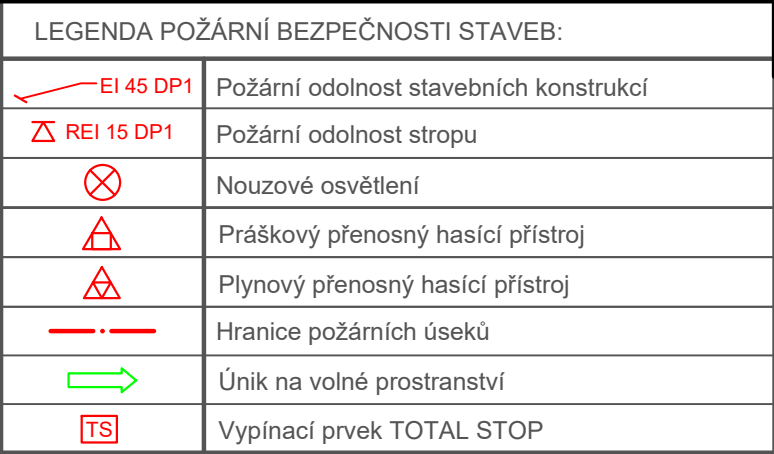 LEGENDA POŽÁRNÍ BEZPEČNOSTI STAVEB:
EI 45 DP1 Požární odolnost stavebních konstrukcí
REI 15 DP1 Požární odolnost stropu
Nouzové osvětlení
Práškový přenosný hasící přístroj
Plynový přenosný hasící přístroj
Hranice požárních úseků
Únik na volné prostranství
TS Vypínací prvek TOTAL STOP